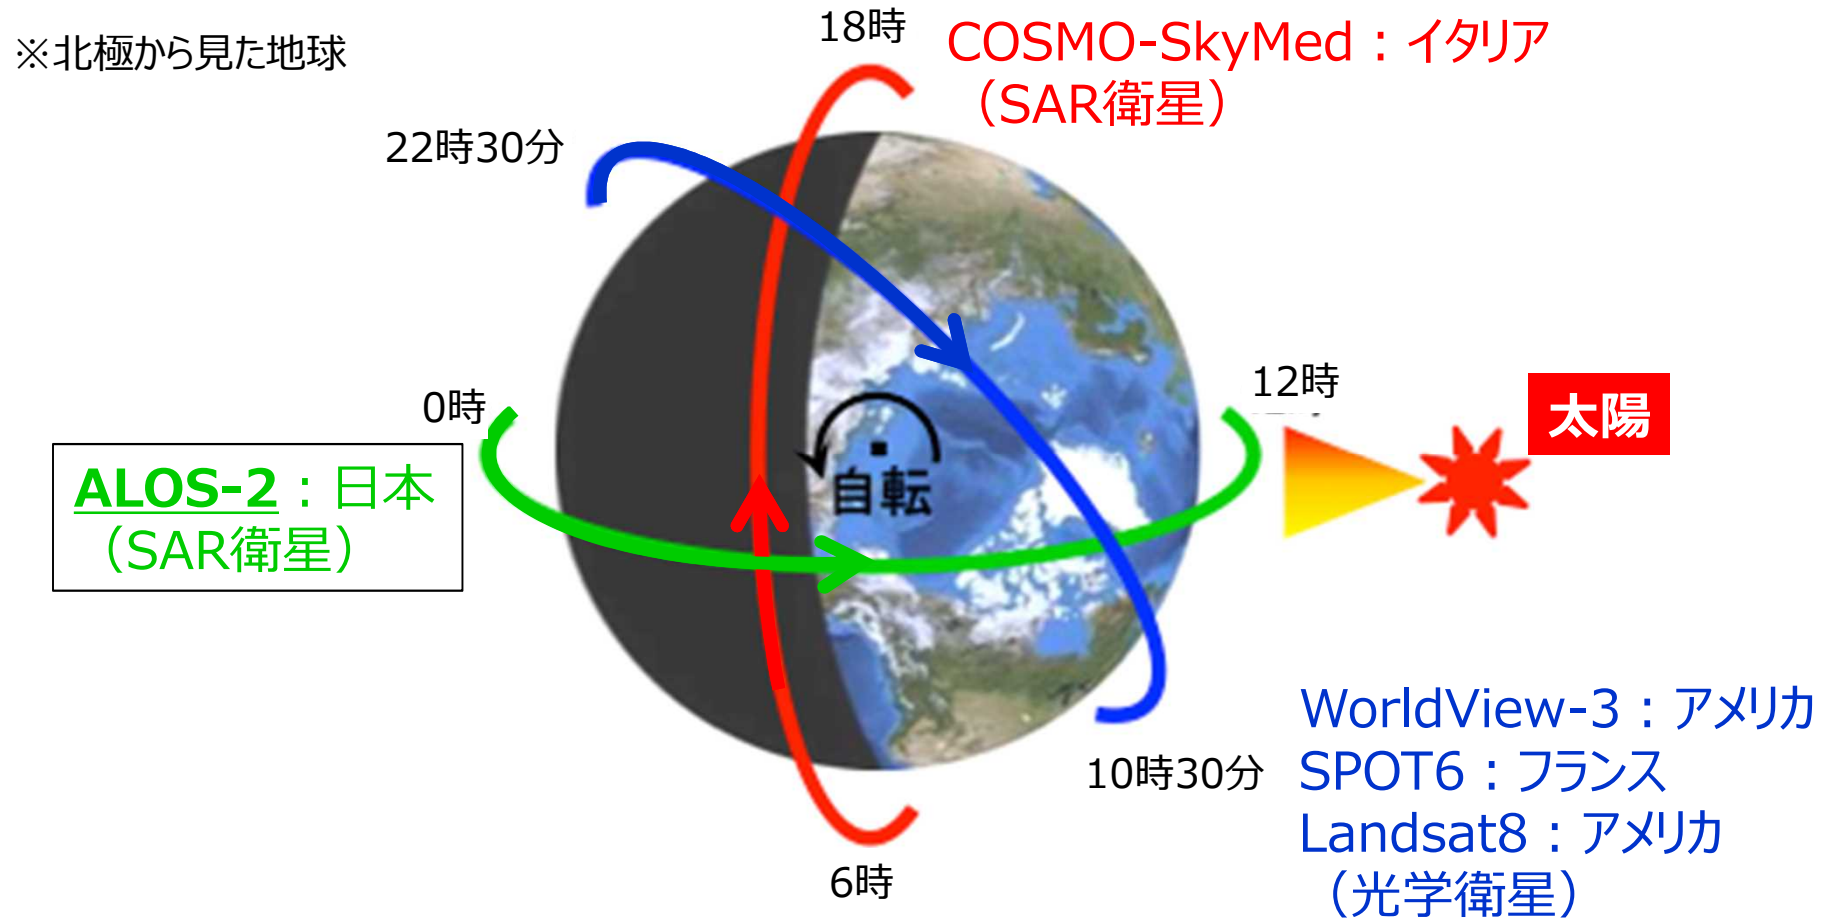 ※北極から見た地球
18時
COSMO-SkyMed：イタリア
（SAR衛星）
22時30分
0時
12時
太陽
ALOS-2：日本
（SAR衛星）
自転
10時30分
WorldView-3：アメリカ
SPOT6：フランス
Landsat8：アメリカ
（光学衛星）
6時